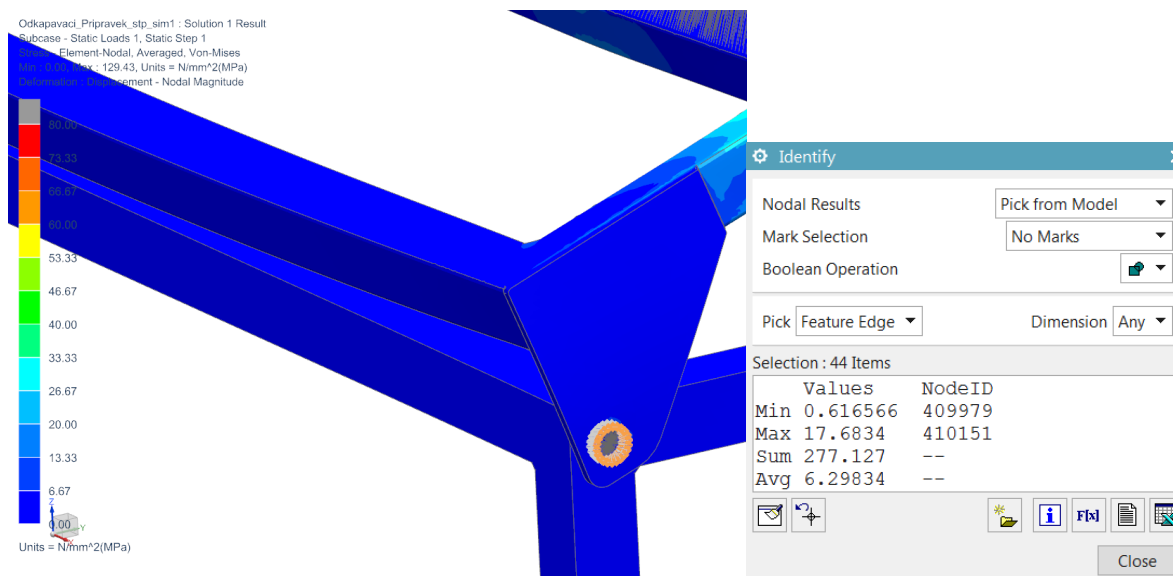 Odkapavaci_Pripravek_stp_sim1 : Solution 1 Result
Subcase - Static Loads 1, Static Step 1
Stress - Element-Nodal, Averaged, Von-Mises
Min : 0.00, Max : 129.43, Units = N/mm^2(MPa)
Deformation : Displacement - Nodal Magnitude
80.00
73.33
66.67
60.00
53.33
46.67
40.00
33.33
26.67
20.00
13.33
6.67
0.00
Z
Y
X
Units = N/mm^2(MPa)
Identify
Nodal Results Pick from Model
Mark Selection No Marks
Boolean Operation
Pick Feature Edge Dimension Any
Selection : 44 Items
Values NodeID
Min 0.616566 409979
Max 17.6834 410151
Sum 277.127 --
Avg 6.29834 --
F[x]
Close